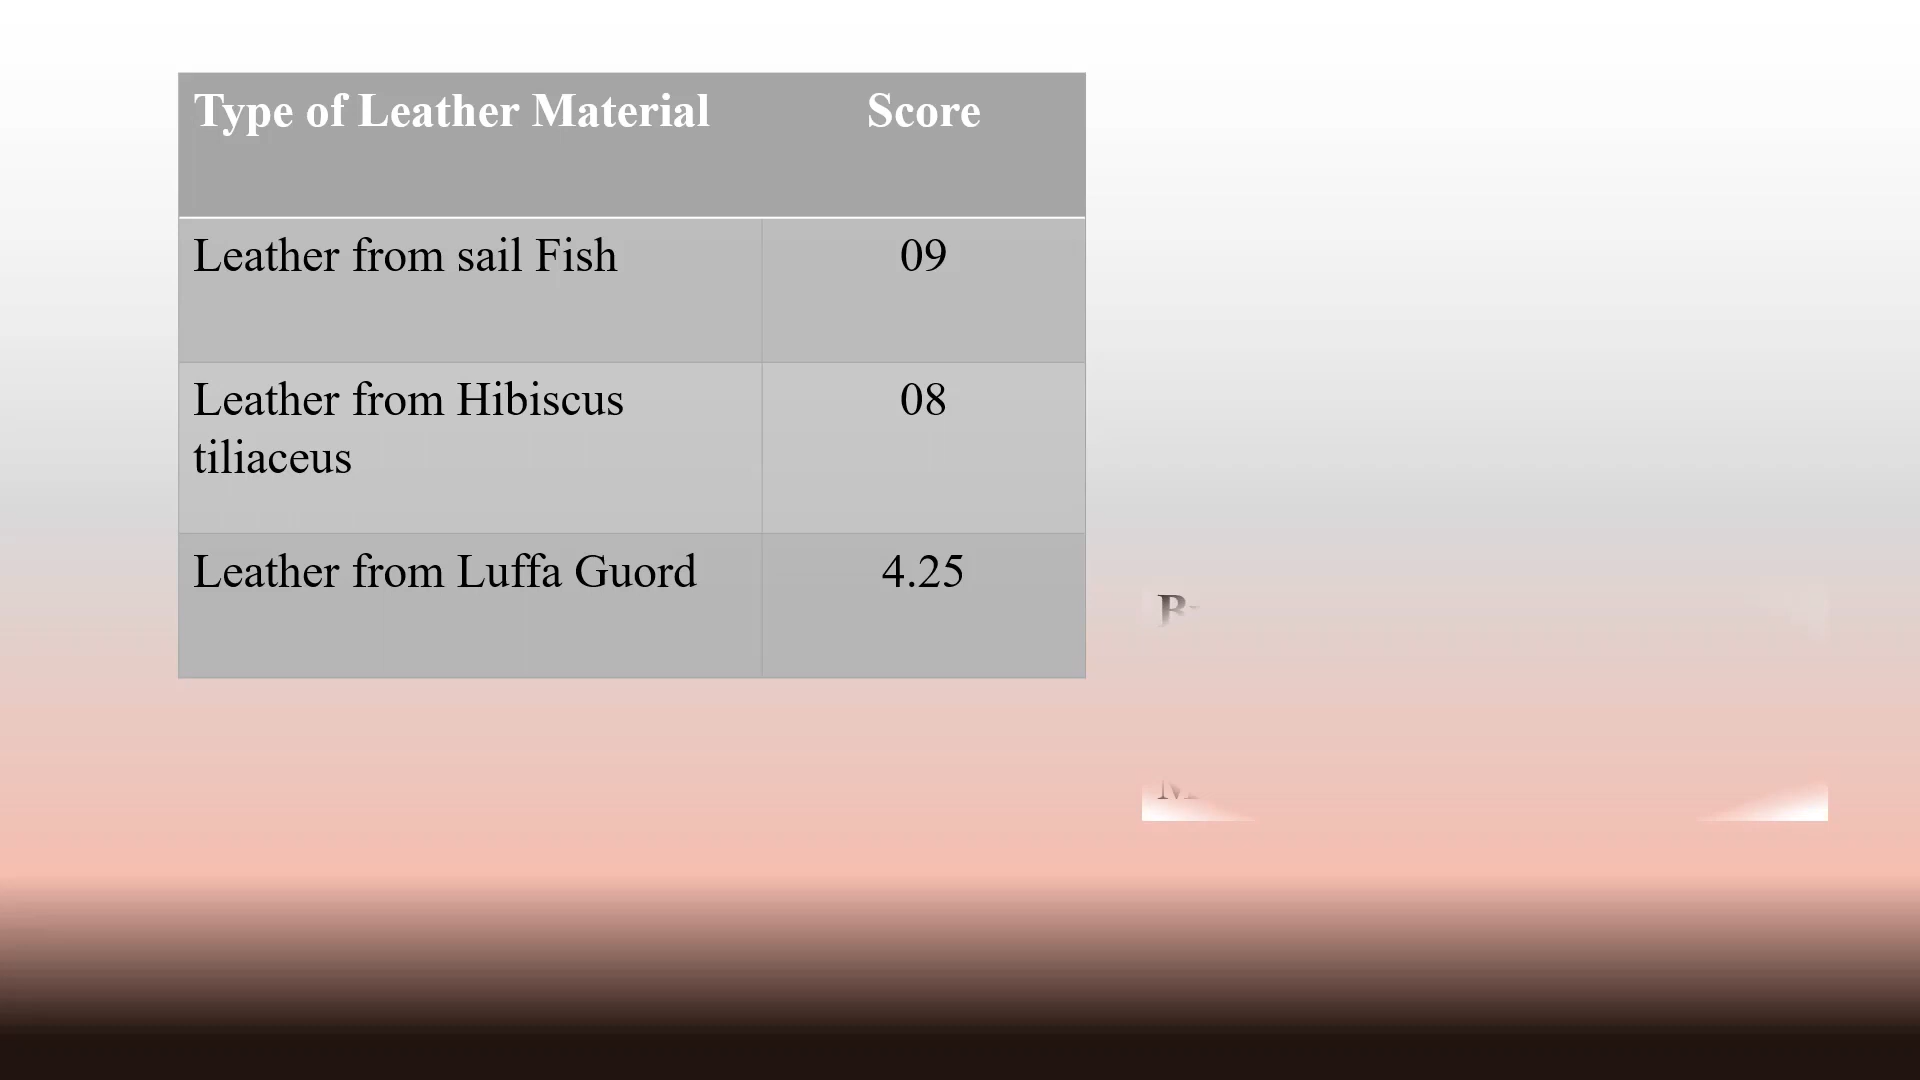 Type of Leather Material Score
Leather from sail Fish 09
Leather from Hibiscus 08
tiliaceus
Leather from Luffa Guord 4.25